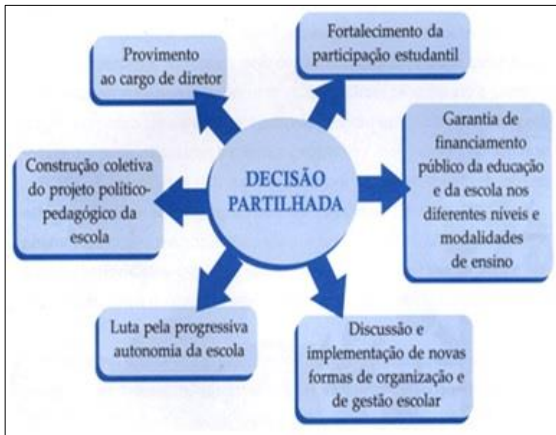 Provimento
ao cargo de diretor
Fortalecimento da
participação estudantil
Construção coletiva
do projeto político-
pedagógico da
escola
DECISÃO
PARTILHADA
Garantia de
financiamento
público da educação
e da escola nos
diferentes níveis e
modalidades
de ensino
Luta pela progressiva
autonomia da escola
Discussão e
implementação de novas
formas de organização e
de gestão escolar